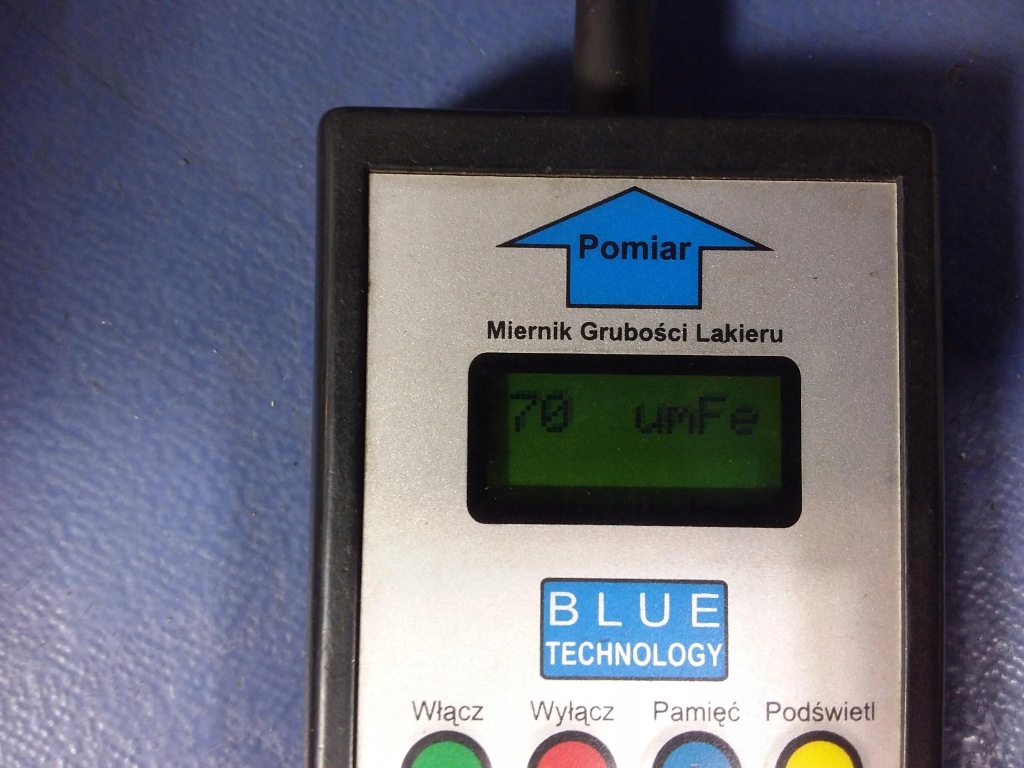 Pomiar
Miernik Grubości Lakieru
70 umFe
BLUE
TECHNOLOGY
Włącz Wyłącz Pamięć Podświetl